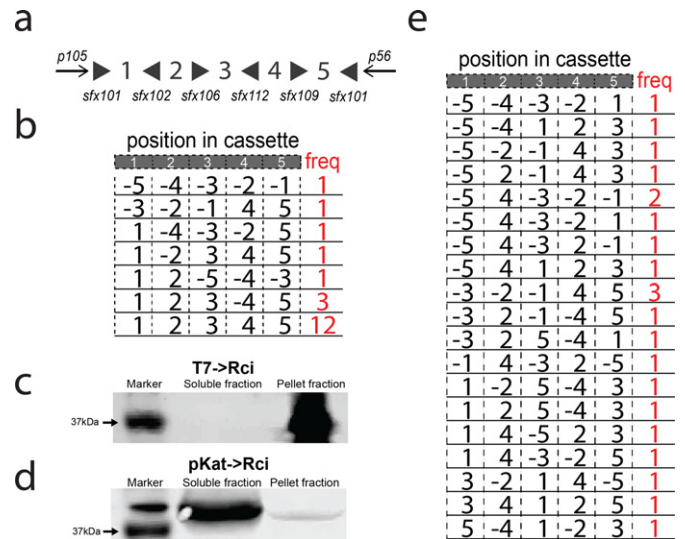 a
p105 1 2 3 4 5 p56
sfx101 sfx102 sfx106 sfx112 sfx109 sfx101
b
position in cassette
1 2 3 4 5 freq
-5 -4 -3 -2 -1 1
-3 -2 -1 4 5 1
1 -4 -3 -2 5 1
1 -2 3 4 5 1
1 2 -5 -4 -3 1
1 2 3 -4 5 3
1 2 3 4 5 12
c
T7->Rci
Marker Soluble fraction Pellet fraction
37kDa
d
pKat->Rci
Marker Soluble fraction Pellet fraction
37kDa
e
position in cassette
1 2 3 4 5 freq
-5 -4 -3 -2 1 1
-5 -4 1 2 3 1
-5 -2 -1 4 3 1
-5 2 -1 4 3 1
-5 4 -3 -2 -1 2
-5 4 -3 -2 1 1
-5 4 -3 2 -1 1
-5 4 1 2 3 1
-3 -2 -1 4 5 3
-3 2 -1 -4 5 1
-3 2 5 -4 1 1
-1 4 -3 2 -5 1
1 -2 5 -4 3 1
1 2 5 -4 3 1
1 4 -5 2 3 1
1 4 -3 -2 5 1
3 -2 1 4 -5 1
3 4 1 2 5 1
5 -4 1 -2 3 1